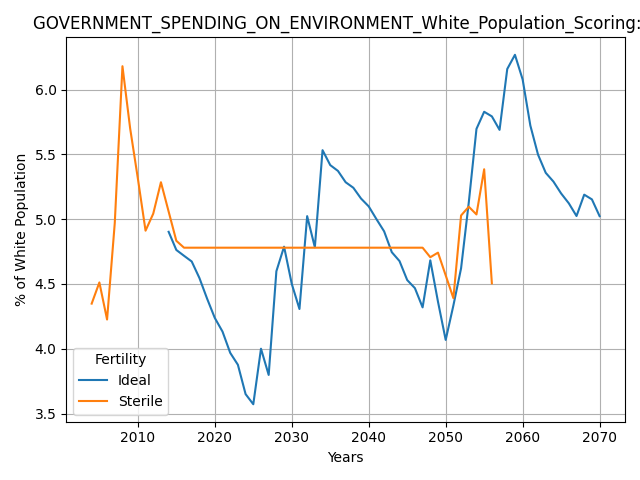 GOVERNMENT_SPENDING_ON_ENVIRONMENT_White_Population_Scoring:
% of White Population
6.0
5.5
5.0
4.5
4.0
3.5
Fertility
Ideal
Sterile
2010 2020 2030 2040 2050 2060 2070
Years